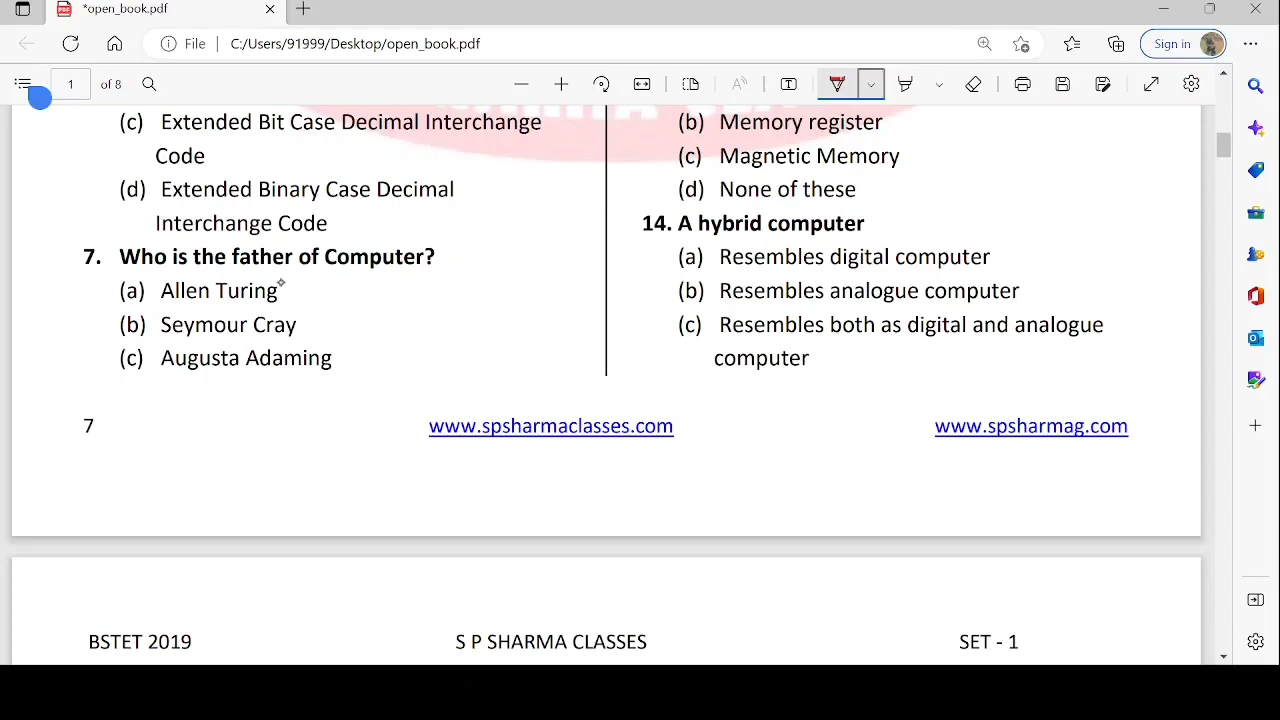 *open_book.pdf
File
C:/Users/91999/Desktop/open_book.pdf
Sign in
1
of 8
(c) Extended Bit Case Decimal Interchange
Code
(d) Extended Binary Case Decimal
Interchange Code
7. Who is the father of Computer?
(a) Allen Turing
(b) Seymour Cray
(c) Augusta Adaming
(b) Memory register
(c) Magnetic Memory
(d) None of these
14. A hybrid computer
(a) Resembles digital computer
(b) Resembles analogue computer
(c) Resembles both as digital and analogue
computer
7
www.spsharmaclasses.com
www.spsharmag.com
BSTET 2019
S P SHARMA CLASSES
SET - 1